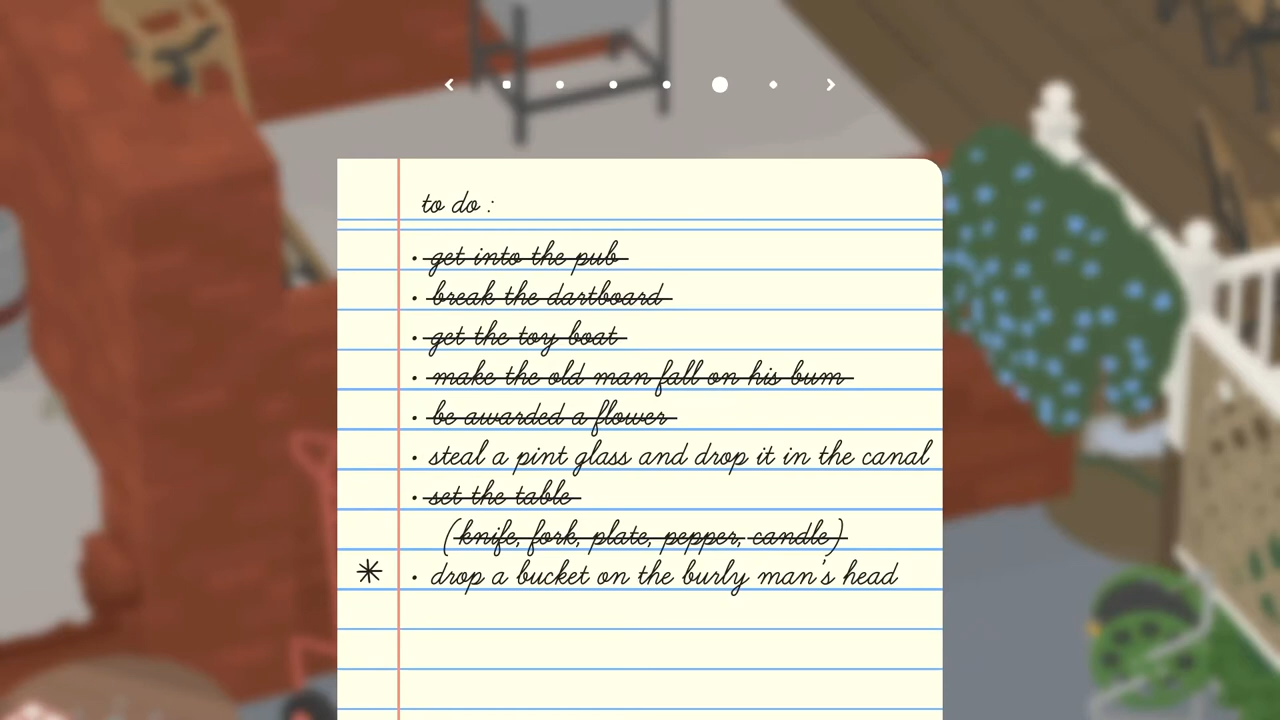 to do :
• get into the pub
• break the dartboard
• get the toy boat
• make the old man fall on his bum
• be awarded a flower
• steal a pint glass and drop it in the canal
• set the table
(knife, fork, plate, pepper, candle)
• drop a bucket on the burly man's head